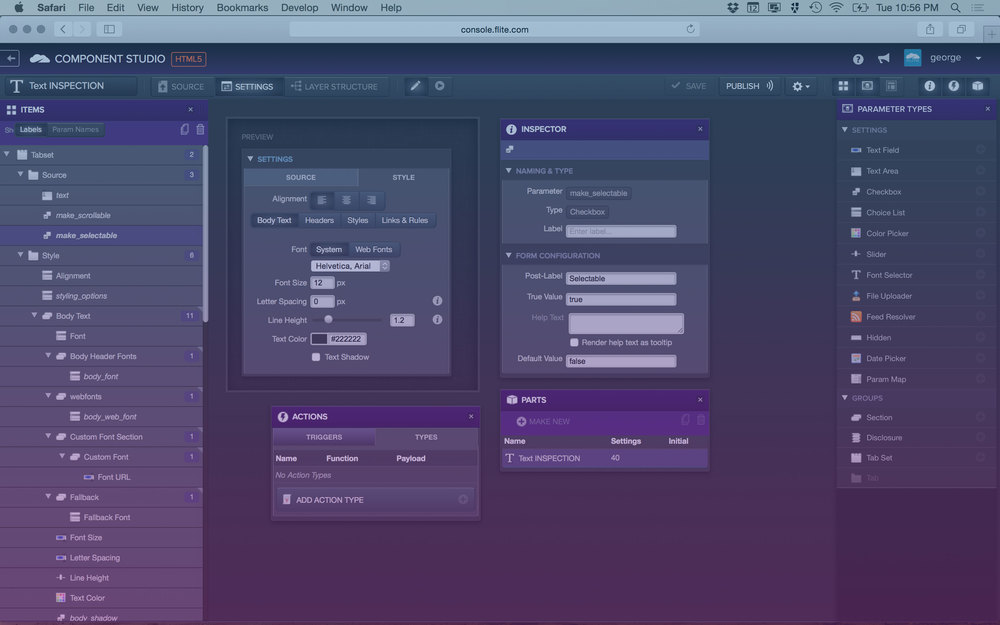 Safari File Edit View History Bookmarks Develop Window Help 12 Tue 10:56 PM
console.flite.com
COMPONENT STUDIO HTML5 ? george
Text INSPECTION SOURCE SETTINGS LAYER STRUCTURE SAVE PUBLISH
ITEMS ×
Sh Labels Param Names
Tabset 2
Source 3
text
make_scrollable
make_selectable
Style 6
Alignment
styling_options
Body Text 11
Font
Body Header Fonts 1
body_font
webfonts 1
body_web_font
Custom Font Section 1
Custom Font 1
Font URL
Fallback 1
Fallback Font
Font Size
Letter Spacing
Line Height
Text Color
body_shadow
PREVIEW
SETTINGS
SOURCE STYLE
Alignment
Body Text Headers Styles Links & Rules
Font System Web Fonts
Helvetica, Arial
Font Size 12 px
Letter Spacing 0 px
Line Height 1.2
Text Color #222222
Text Shadow
ACTIONS ×
TRIGGERS TYPES
Name Function Payload
No Action Types
ADD ACTION TYPE
INSPECTOR ×
NAMING & TYPE
Parameter make_selectable
Type Checkbox
Label Enter label...
FORM CONFIGURATION
Post-Label Selectable
True Value true
Help Text
Render help text as tooltip
Default Value false
PARTS ×
MAKE NEW
Name Settings Initial
Text INSPECTION 40
PARAMETER TYPES ×
SETTINGS
Text Field
Text Area
Checkbox
Choice List
Color Picker
Slider
Font Selector
File Uploader
Feed Resolver
Hidden
Date Picker
Param Map
GROUPS
Section
Disclosure
Tab Set
Tab